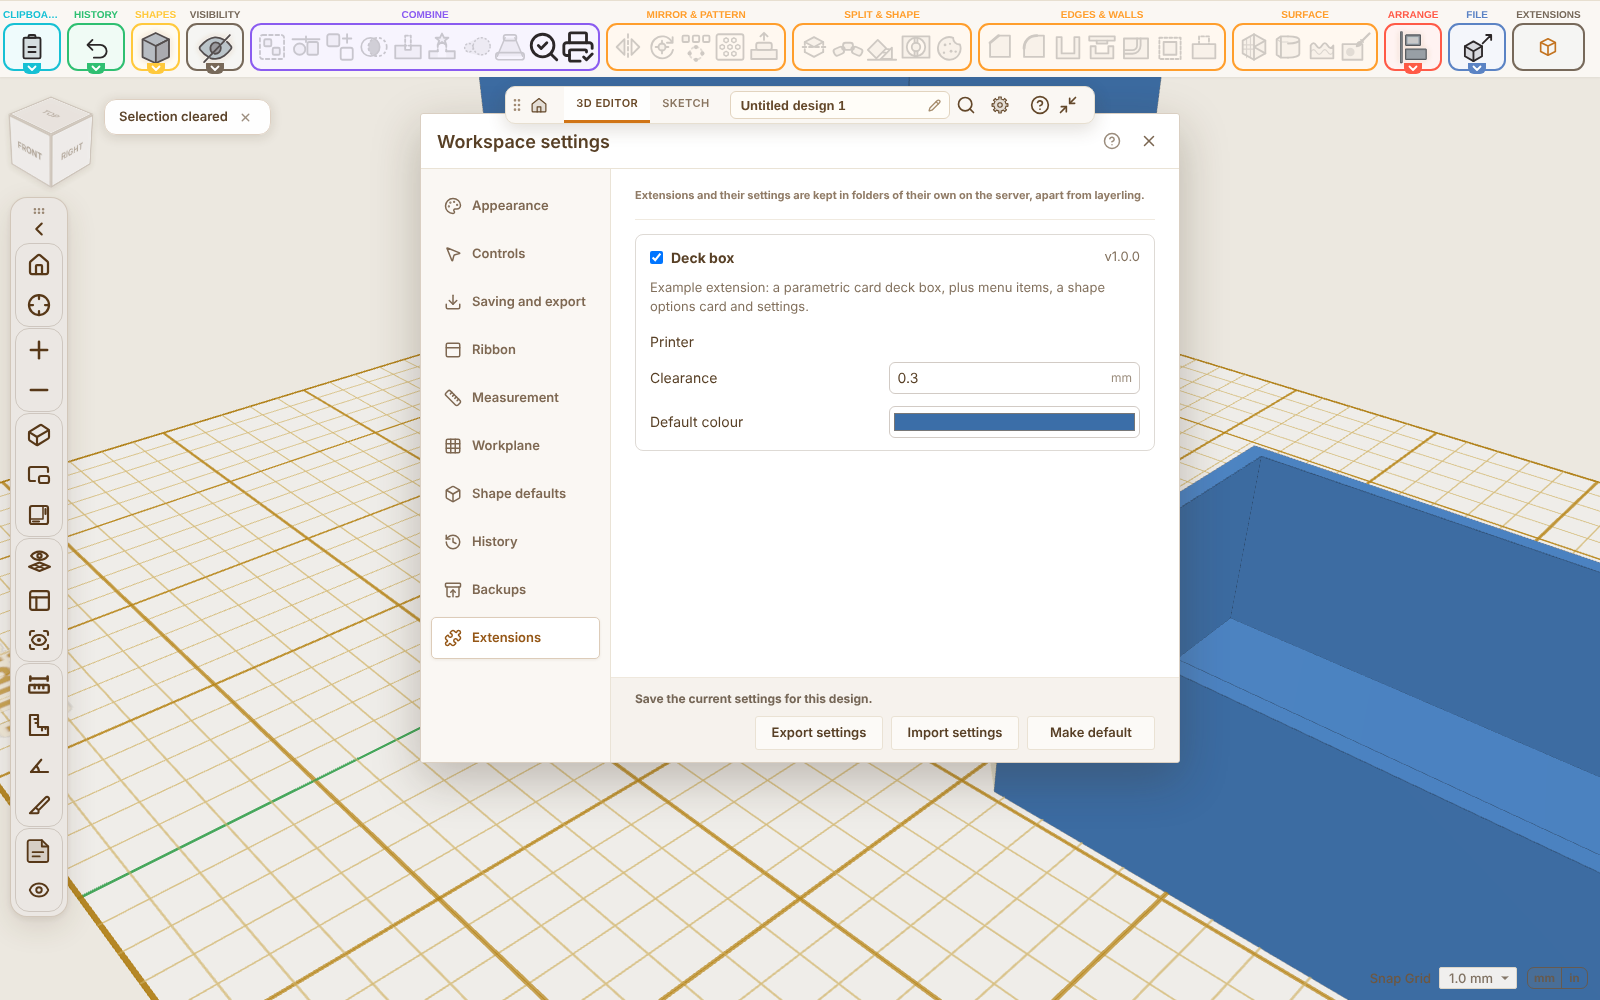 CLIPBOA...
HISTORY
SHAPES
VISIBILITY
COMBINE
MIRROR & PATTERN
SPLIT & SHAPE
EDGES & WALLS
SURFACE
ARRANGE
FILE
EXTENSIONS
3D EDITOR
SKETCH
Untitled design 1
TOP
FRONT
RIGHT
Selection cleared
Workspace settings
Appearance
Controls
Saving and export
Ribbon
Measurement
Workplane
Shape defaults
History
Backups
Extensions
Extensions and their settings are kept in folders of their own on the server, apart from layerling.
Deck box
v1.0.0
Example extension: a parametric card deck box, plus menu items, a shape
options card and settings.
Printer
Clearance
0.3
mm
Default colour
Save the current settings for this design.
Export settings
Import settings
Make default
Snap Grid
1.0 mm
mm
in